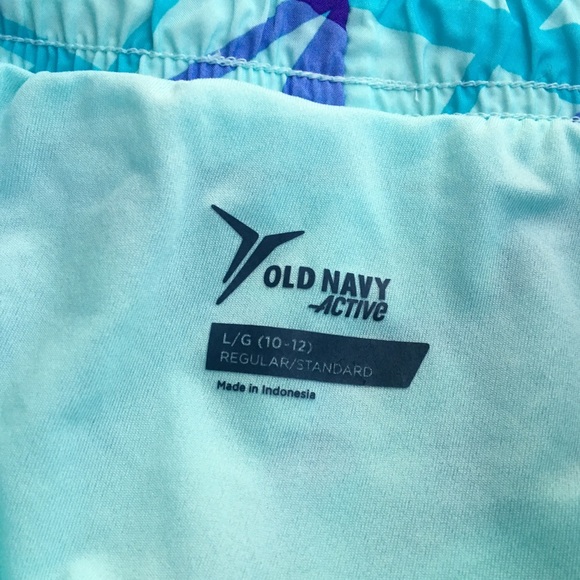 OLD NAVY
ACTIVE
L/G (10-12)
REGULAR/STANDARD
Made in Indonesia